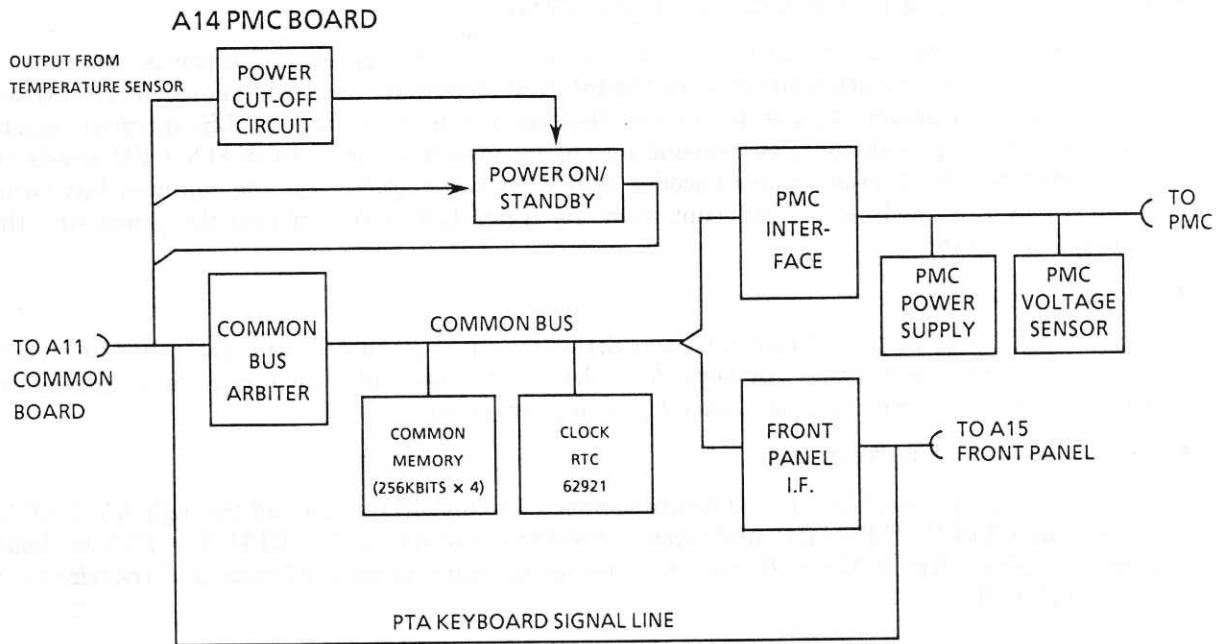 A14 PMC BOARD
OUTPUT FROM
TEMPERATURE SENSOR
POWER
CUT-OFF
CIRCUIT
POWER ON/
STANDBY
PMC
INTER-
FACE
TO
PMC
PMC
POWER
SUPPLY
PMC
VOLTAGE
SENSOR
TO A11
COMMON
BOARD
COMMON
BUS
ARBITER
COMMON BUS
COMMON
MEMORY
(256KBITS × 4)
CLOCK
RTC
62921
FRONT
PANEL
I.F.
TO A15
FRONT PANEL
PTA KEYBOARD SIGNAL LINE